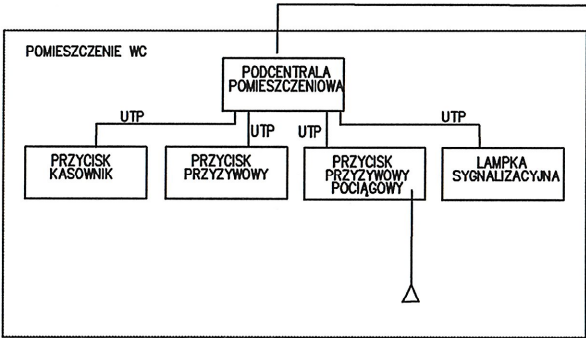 POMIESZCZENIE WC
PODCENTRALA
POMIESZCZENIOWA
UTP
UTP
UTP
UTP
PRZYCISK
KASOWNIK
PRZYCISK
PRZYZYWOWY
PRZYCISK
PRZYZYWOWY
POCIĄGOWY
LAMPKA
SYGNALIZACYJNA